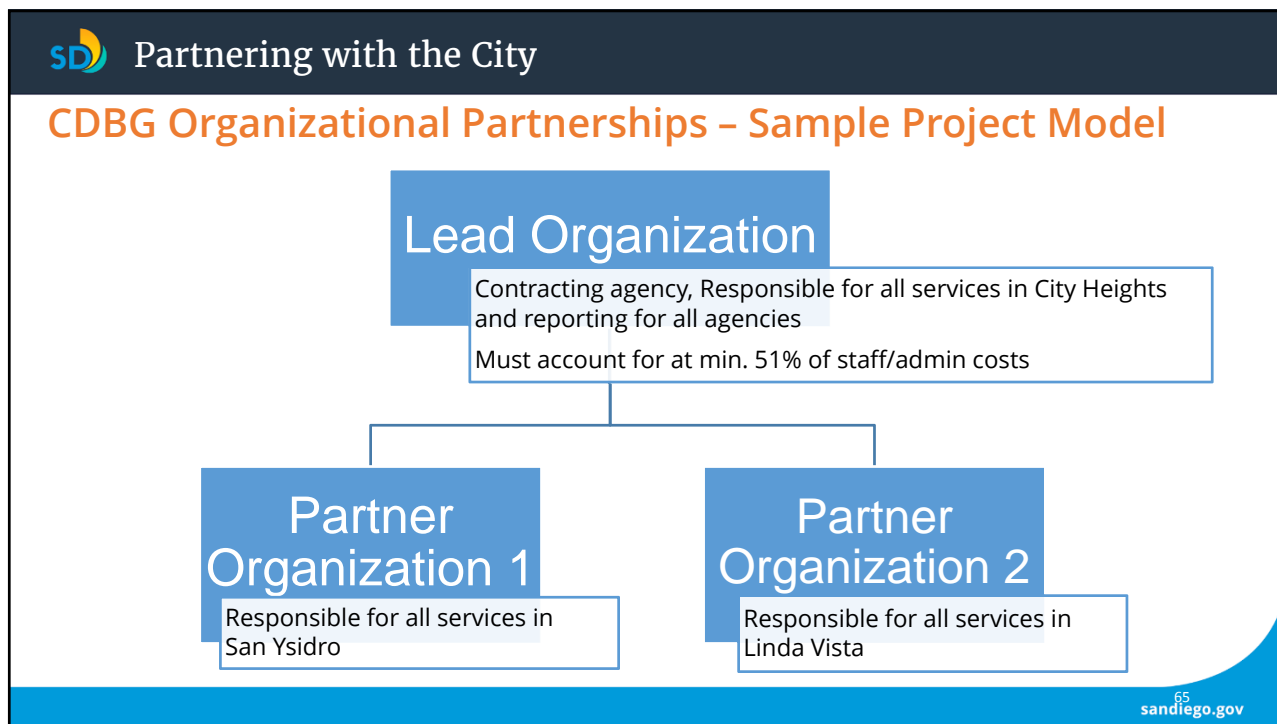 SD
Partnering with the City
CDBG Organizational Partnerships – Sample Project Model
Lead Organization
Contracting agency, Responsible for all services in City Heights
and reporting for all agencies
Must account for at min. 51% of staff/admin costs
Partner
Organization 1
Responsible for all services in
San Ysidro
Partner
Organization 2
Responsible for all services in
Linda Vista
65
sandiego.gov